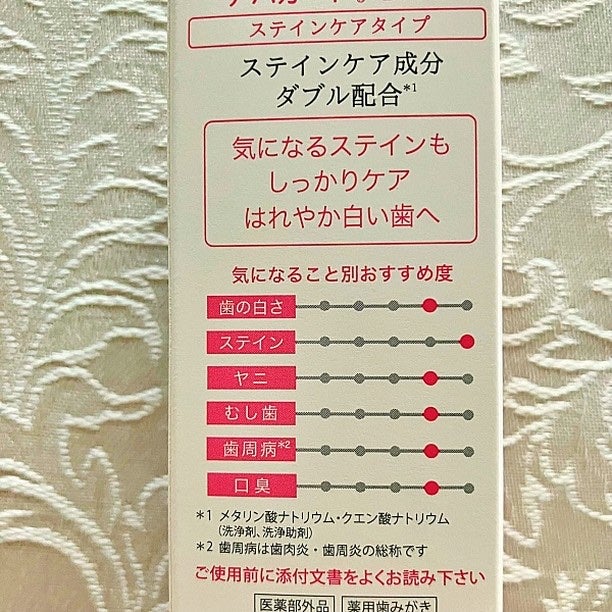 ステインケアタイプ
ステインケア成分
ダブル配合*1
気になるステインも
しっかりケア
はれやか白い歯へ
気になること別おすすめ度
歯の白さ
ステイン
ヤニ
むし歯
歯周病*2
口臭
*1 メタリン酸ナトリウム・クエン酸ナトリウム
(洗浄剤、洗浄助剤)
*2 歯周病は歯肉炎・歯周炎の総称です
ご使用前に添付文書をよくお読み下さい
医薬部外品 薬用歯みがき